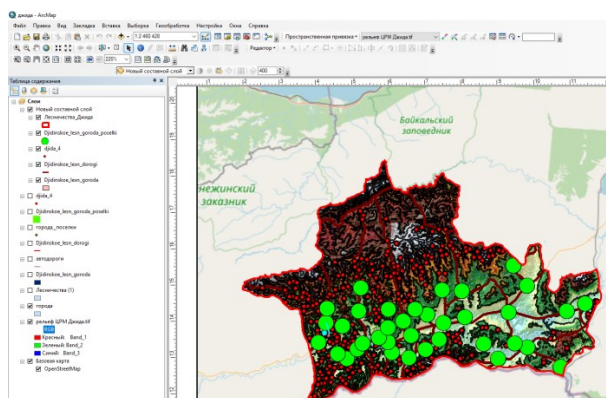 джида - ArcMap
Файл Правка Вид Закладки Вставка Выборка Геообработка Настройка Окна Справка
1:2 460 428
Пространственная привязка
рельеф ЦРМ Джида.tif
Редактор
220%
Новый составной слой
400
Таблица содержания
Слои
Новый составной слой
Лесничества_Джида
Djidinskoe_lesn_goroda_poselki
djida_4
Djidinskoe_lesn_dorogi
Djidinskoe_lesn_goroda
djida_4
Djidinskoe_lesn_goroda_poselki
города_поселки
Djidinskoe_lesn_dorogi
автодороги
Djidinskoe_lesn_goroda
Лесничества (1)
города
рельеф ЦРМ Джида.tif
RGB
Красный: Band_1
Зеленый: Band_2
Синий: Band_3
Базовая карта
OpenStreetMap
Байкальский
заповедник
нежинский
заказник